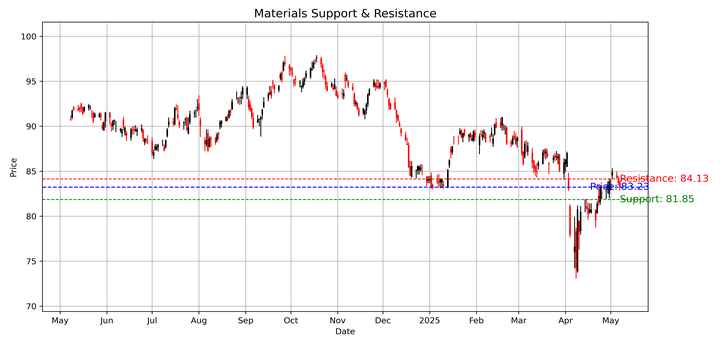 Materials Support & Resistance
100
95
90
85
80
75
70
Price
Resistance: 84.13
Price: 83.23
Support: 81.85
May Jun Jul Aug Sep Oct Nov Dec 2025 Feb Mar Apr May
Date